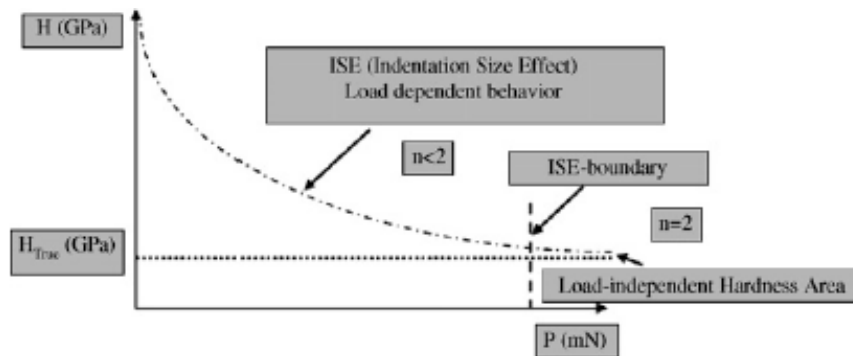 H (GPa)
ISE (Indentation Size Effect)
Load dependent behavior
n<2
ISE-boundary
n=2
H_True (GPa)
Load-independent Hardness Area
P (mN)